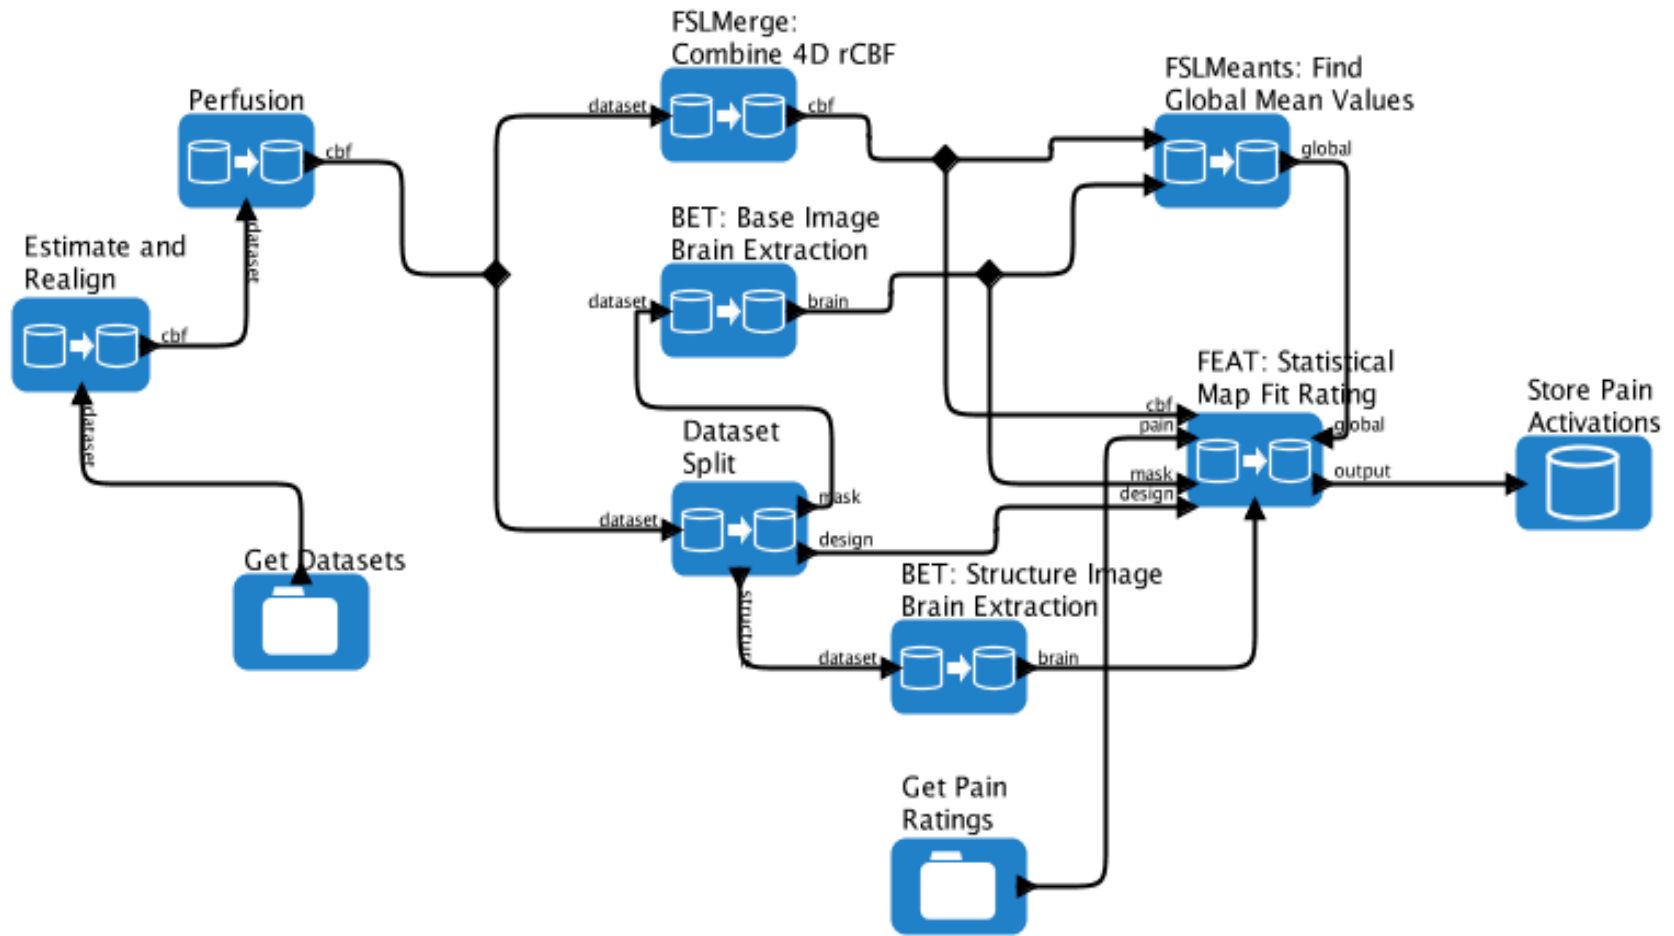 FSLMerge:
Combine 4D rCBF
dataset
cbf
FSLMeants: Find
Global Mean Values
global
Perfusion
cbf
dataset
BET: Base Image
Brain Extraction
dataset
brain
Estimate and
Realign
cbf
dataset
FEAT: Statistical
Map Fit Rating
cbf
pain
global
mask
design
output
Store Pain
Activations
Dataset
Split
dataset
mask
design
structure
Get Datasets
BET: Structure Image
Brain Extraction
dataset
brain
Get Pain
Ratings